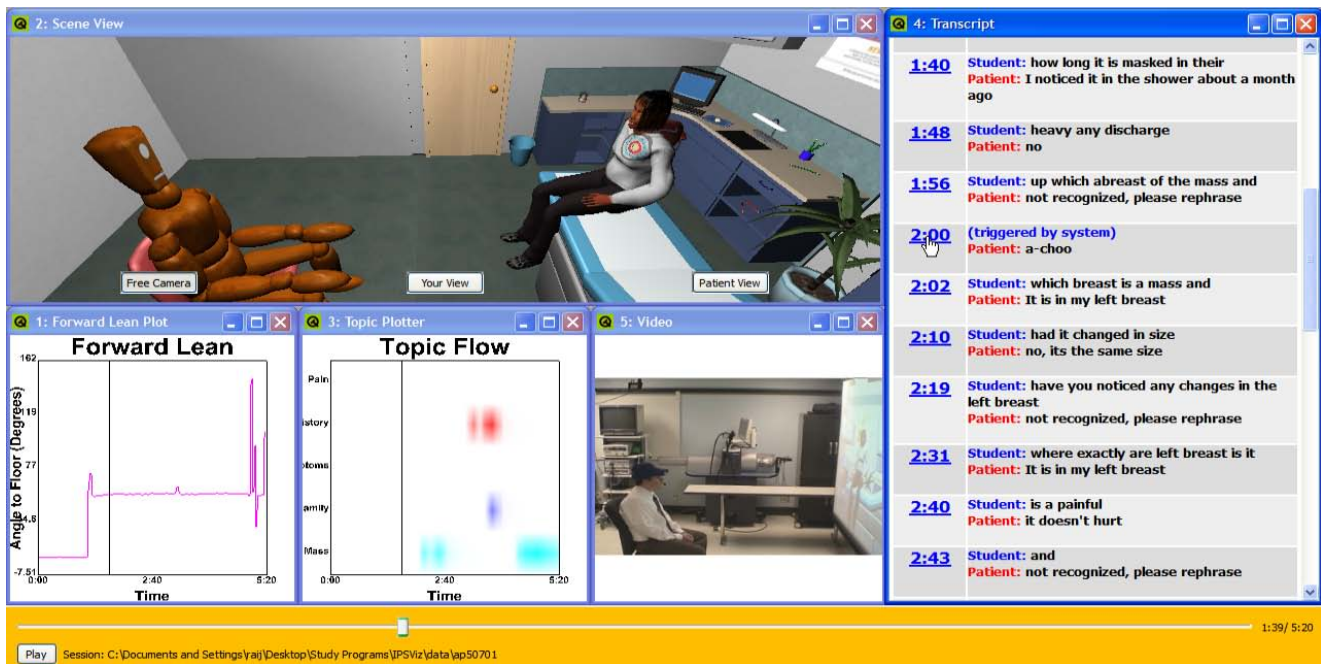 2: Scene View
Free Camera
Your View
Patient View
1: Forward Lean Plot
Forward Lean
162
119
77
34.8
-7.51
Angle to Floor (Degrees)
0:00
2:40
5:20
Time
3: Topic Plotter
Topic Flow
Pain
istory
toms
amily
Mass
0:00
2:40
5:20
Time
5: Video
4: Transcript
1:40
Student: how long it is masked in their
Patient: I noticed it in the shower about a month
ago
1:48
Student: heavy any discharge
Patient: no
1:56
Student: up which abreast of the mass and
Patient: not recognized, please rephrase
2:00
(triggered by system)
Patient: a-choo
2:02
Student: which breast is a mass and
Patient: It is in my left breast
2:10
Student: had it changed in size
Patient: no, its the same size
2:19
Student: have you noticed any changes in the
left breast
Patient: not recognized, please rephrase
2:31
Student: where exactly are left breast is it
Patient: It is in my left breast
2:40
Student: is a painful
Patient: it doesn't hurt
2:43
Student: and
Patient: not recognized, please rephrase
1:39/ 5:20
Play
Session: C:\Documents and Settings\raij\Desktop\Study Programs\IPSViz\data\ap50701